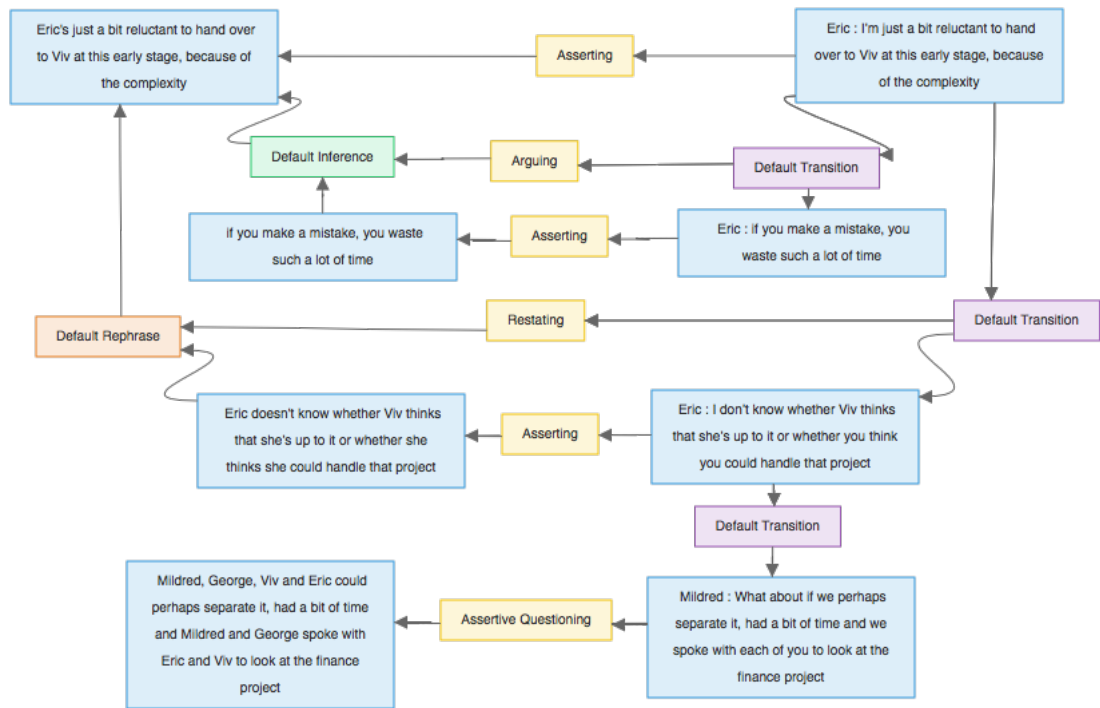 Eric's just a bit reluctant to hand over
to Viv at this early stage, because of
the complexity
Asserting
Eric : I'm just a bit reluctant to hand
over to Viv at this early stage, because
of the complexity
Default Inference
Arguing
Default Transition
if you make a mistake, you waste
such a lot of time
Asserting
Eric : if you make a mistake, you
waste such a lot of time
Default Rephrase
Restating
Default Transition
Eric doesn't know whether Viv thinks
that she's up to it or whether she
thinks she could handle that project
Asserting
Eric : I don't know whether Viv thinks
that she's up to it or whether you think
you could handle that project
Default Transition
Mildred, George, Viv and Eric could
perhaps separate it, had a bit of time
and Mildred and George spoke with
Eric and Viv to look at the finance
project
Assertive Questioning
Mildred : What about if we perhaps
separate it, had a bit of time and we
spoke with each of you to look at the
finance project